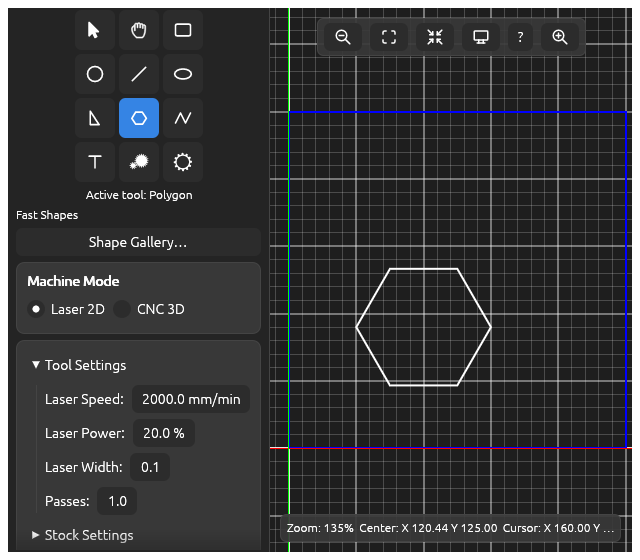 ?
T
Active tool: Polygon
Fast Shapes
Shape Gallery...
Machine Mode
Laser 2D CNC 3D
▼ Tool Settings
Laser Speed: 2000.0 mm/min
Laser Power: 20.0 %
Laser Width: 0.1
Passes: 1.0
► Stock Settings
Zoom: 135% Center: X 120.44 Y 125.00 Cursor: X 160.00 Y ...